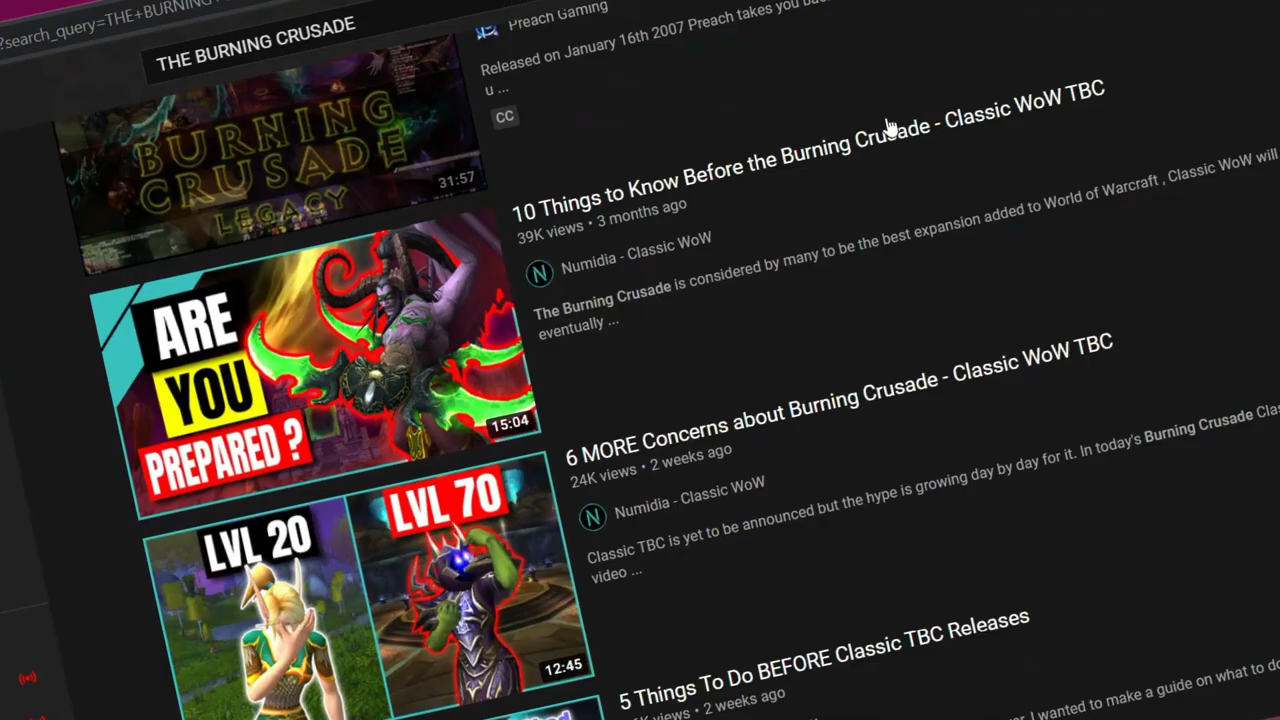 ?search_query=THE+BURNING
THE BURNING CRUSADE
Preach Gaming
Released on January 16th 2007 Preach takes you
u ...
CC
BURNING
CRUSADE
LEGACY
31:57
10 Things to Know Before the Burning Crusade - Classic WoW TBC
39K views • 3 months ago
N
Numidia - Classic WoW
The Burning Crusade is considered by many to be the best expansion added to World of Warcraft , Classic WoW will
eventually ...
ARE
YOU
PREPARED ?
15:04
6 MORE Concerns about Burning Crusade - Classic WoW TBC
24K views • 2 weeks ago
N
Numidia - Classic WoW
Classic TBC is yet to be announced but the hype is growing day by day for it. In today's Burning Crusade
video ...
LVL 20
LVL 70
12:45
5 Things To Do BEFORE Classic TBC Releases
views • 2 weeks ago
I wanted to make a guide on what to